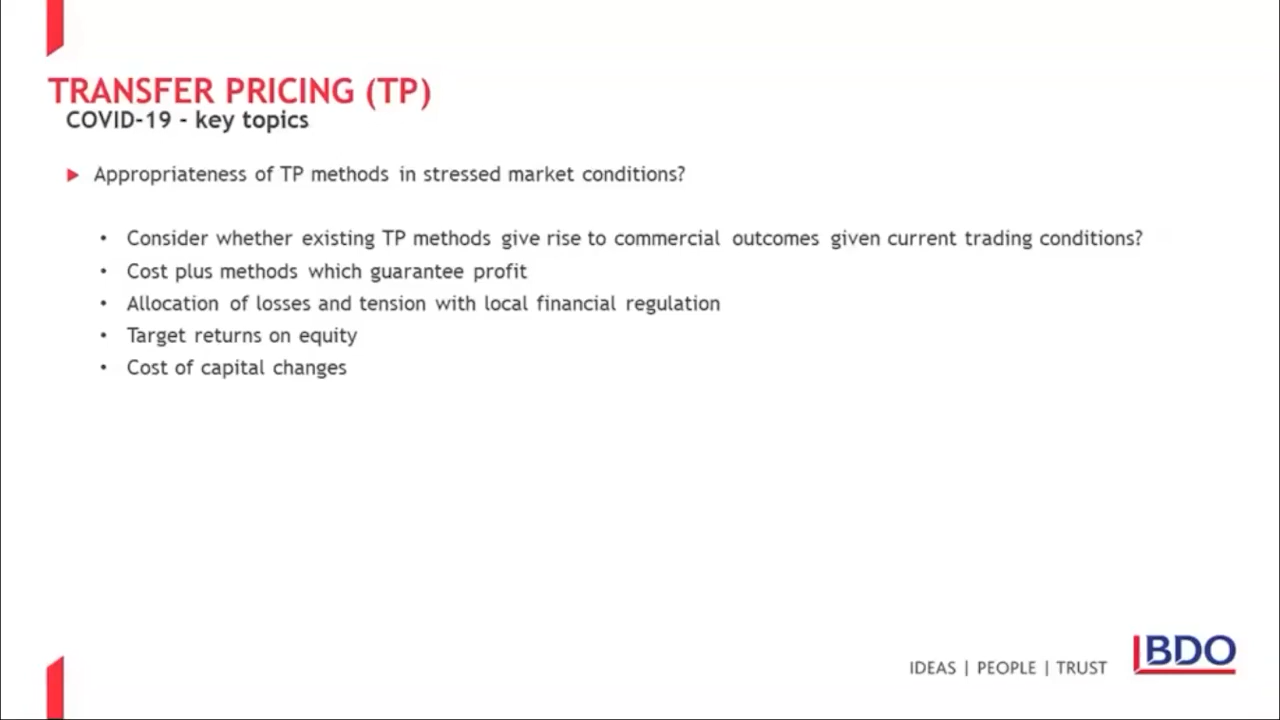 TRANSFER PRICING (TP)
COVID-19 - key topics
Appropriateness of TP methods in stressed market conditions?
• Consider whether existing TP methods give rise to commercial outcomes given current trading conditions?
• Cost plus methods which guarantee profit
• Allocation of losses and tension with local financial regulation
• Target returns on equity
• Cost of capital changes
IDEAS | PEOPLE | TRUST
BDO